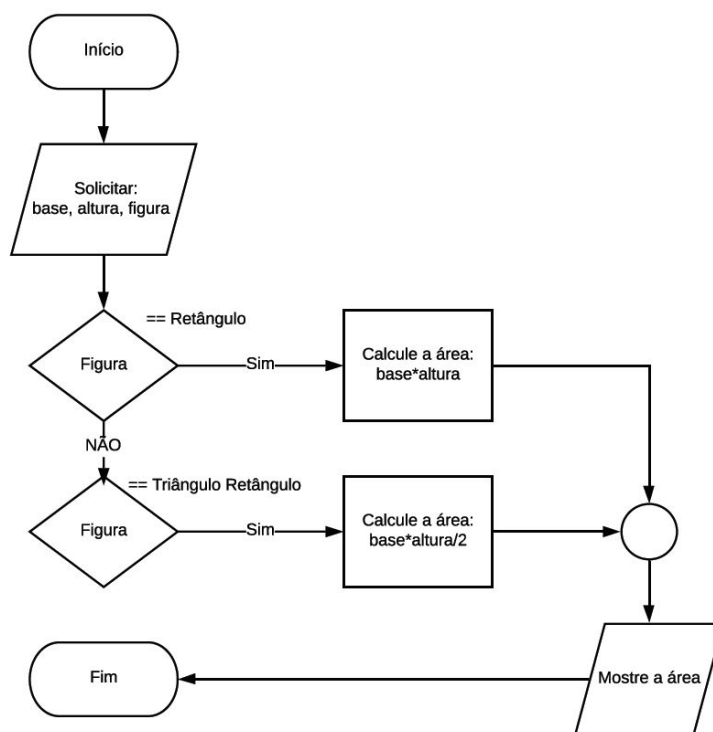 Início
Solicitar:
base, altura, figura
== Retângulo
Figura
Sim
Calcule a área:
base*altura
NÃO
== Triângulo Retângulo
Figura
Sim
Calcule a área:
base*altura/2
Mostre a área
Fim